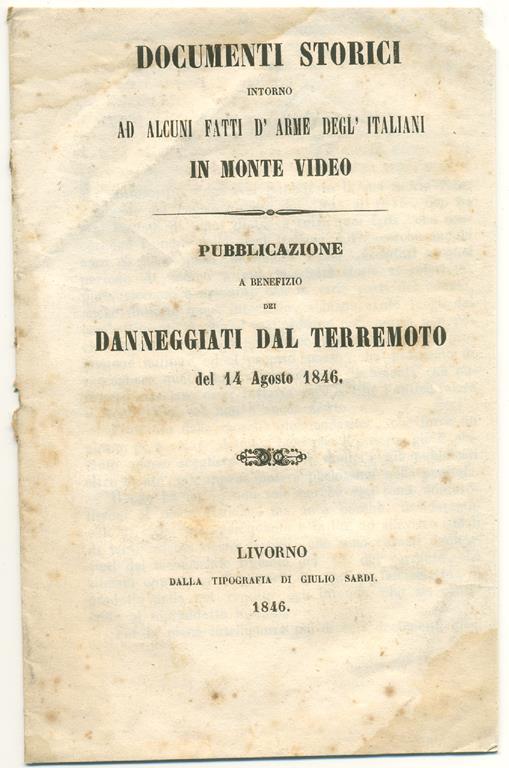 DOCUMENTI STORICI
INTORNO
AD ALCUNI FATTI D' ARME DEGL' ITALIANI
IN MONTE VIDEO
PUBBLICAZIONE
A BENEFIZIO
DEI
DANNEGGIATI DAL TERREMOTO
del 14 Agosto 1846.
LIVORNO
DALLA TIPOGRAFIA DI GIULIO SARDI.
1846.